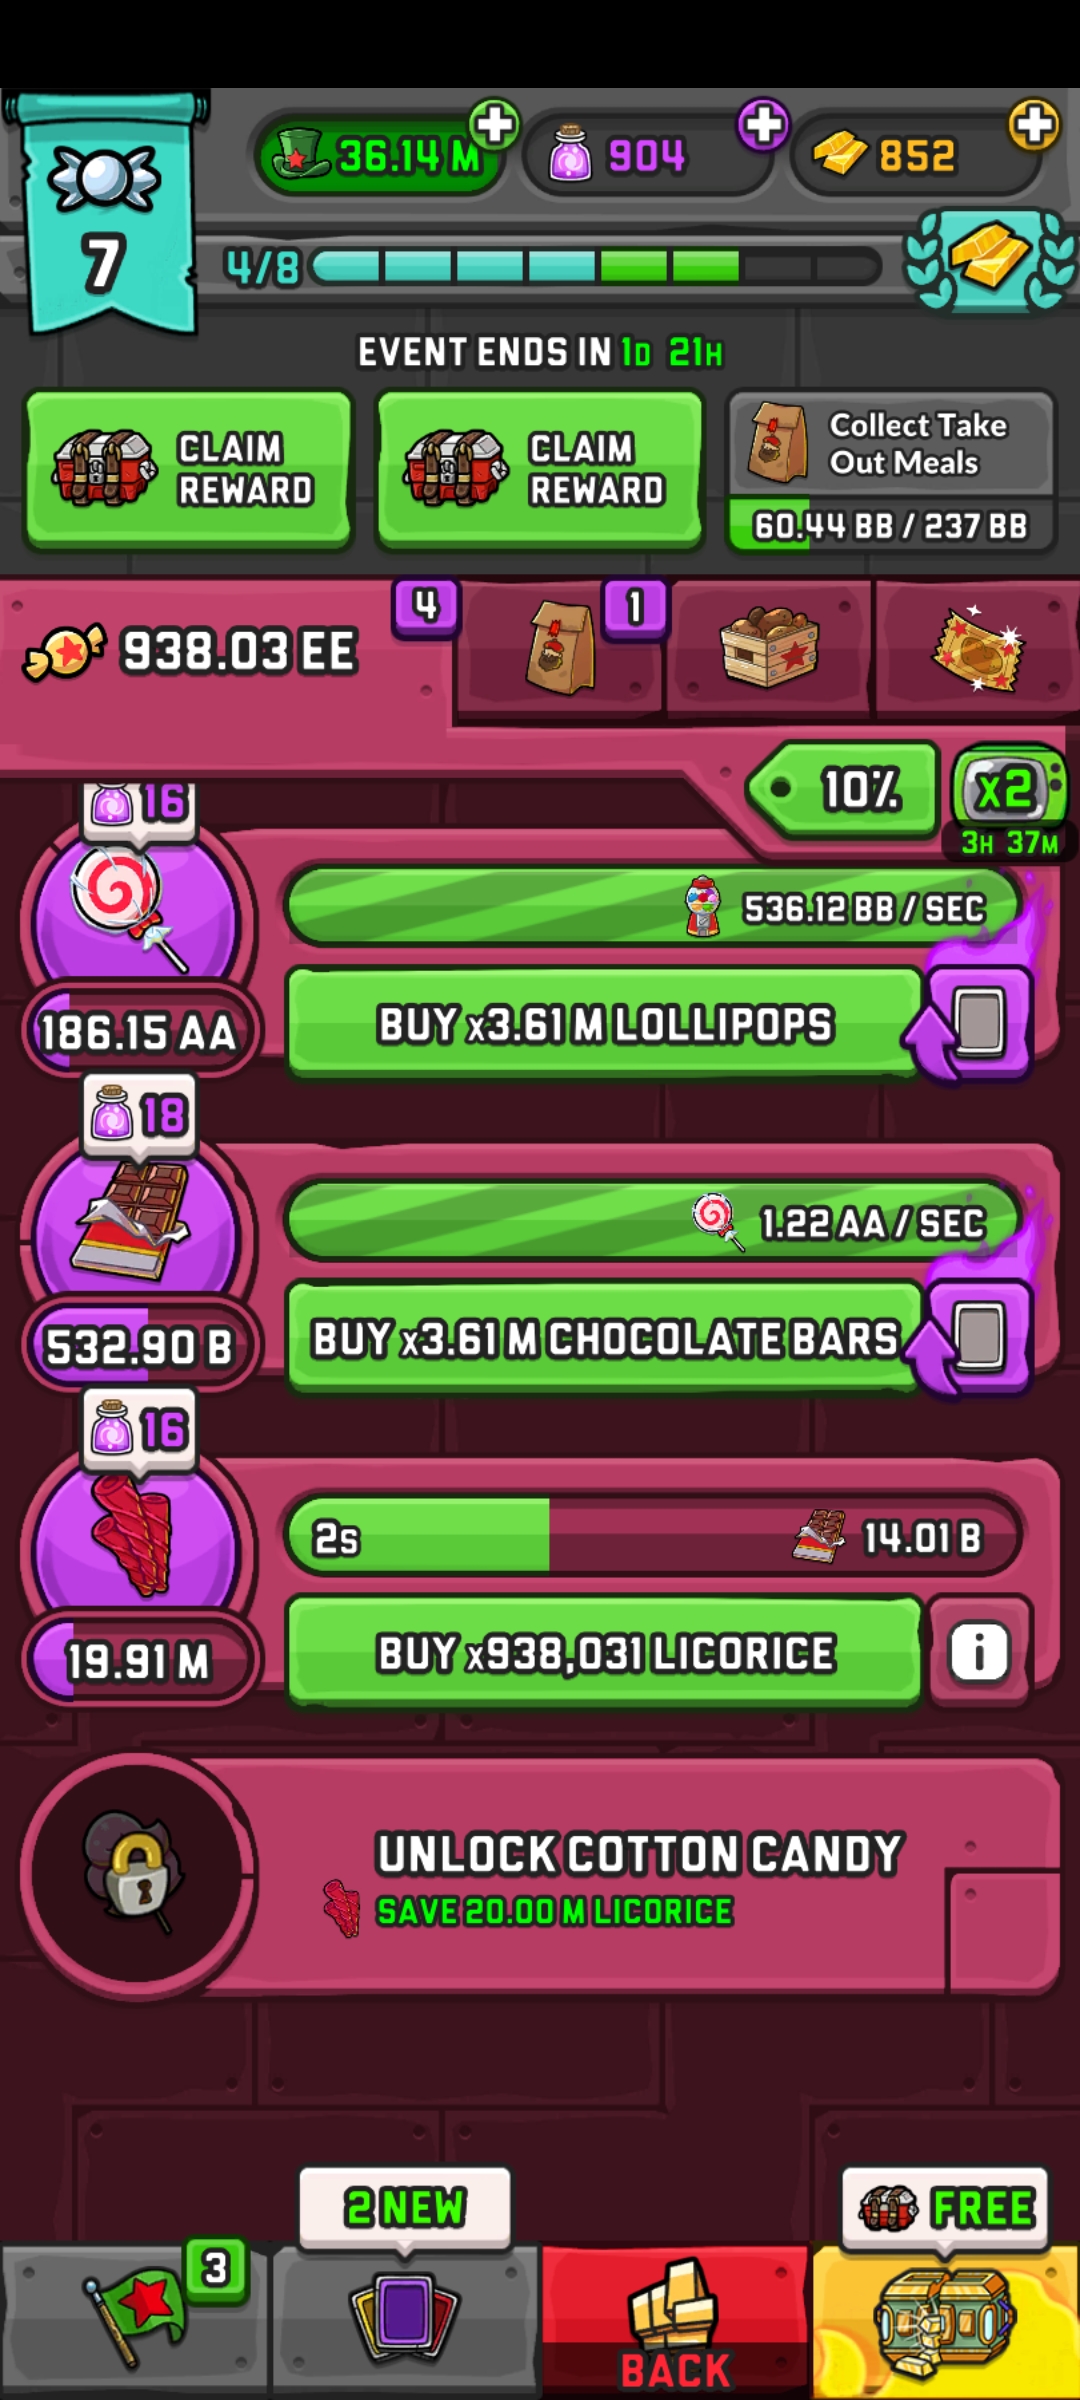 36.14 M
904
852
7
4/8
EVENT ENDS IN 1D 21H
CLAIM
REWARD
CLAIM
REWARD
Collect Take
Out Meals
60.44 BB / 237 BB
938.03 EE
4
1
10%
x2
3H 37M
16
536.12 BB / SEC
186.15 AA
BUY x3.61 M LOLLIPOPS
18
1.22 AA / SEC
532.90 B
BUY x3.61 M CHOCOLATE BARS
16
2s
14.01 B
19.91 M
BUY x938,031 LICORICE
i
UNLOCK COTTON CANDY
SAVE 20.00 M LICORICE
3
2 NEW
BACK
FREE